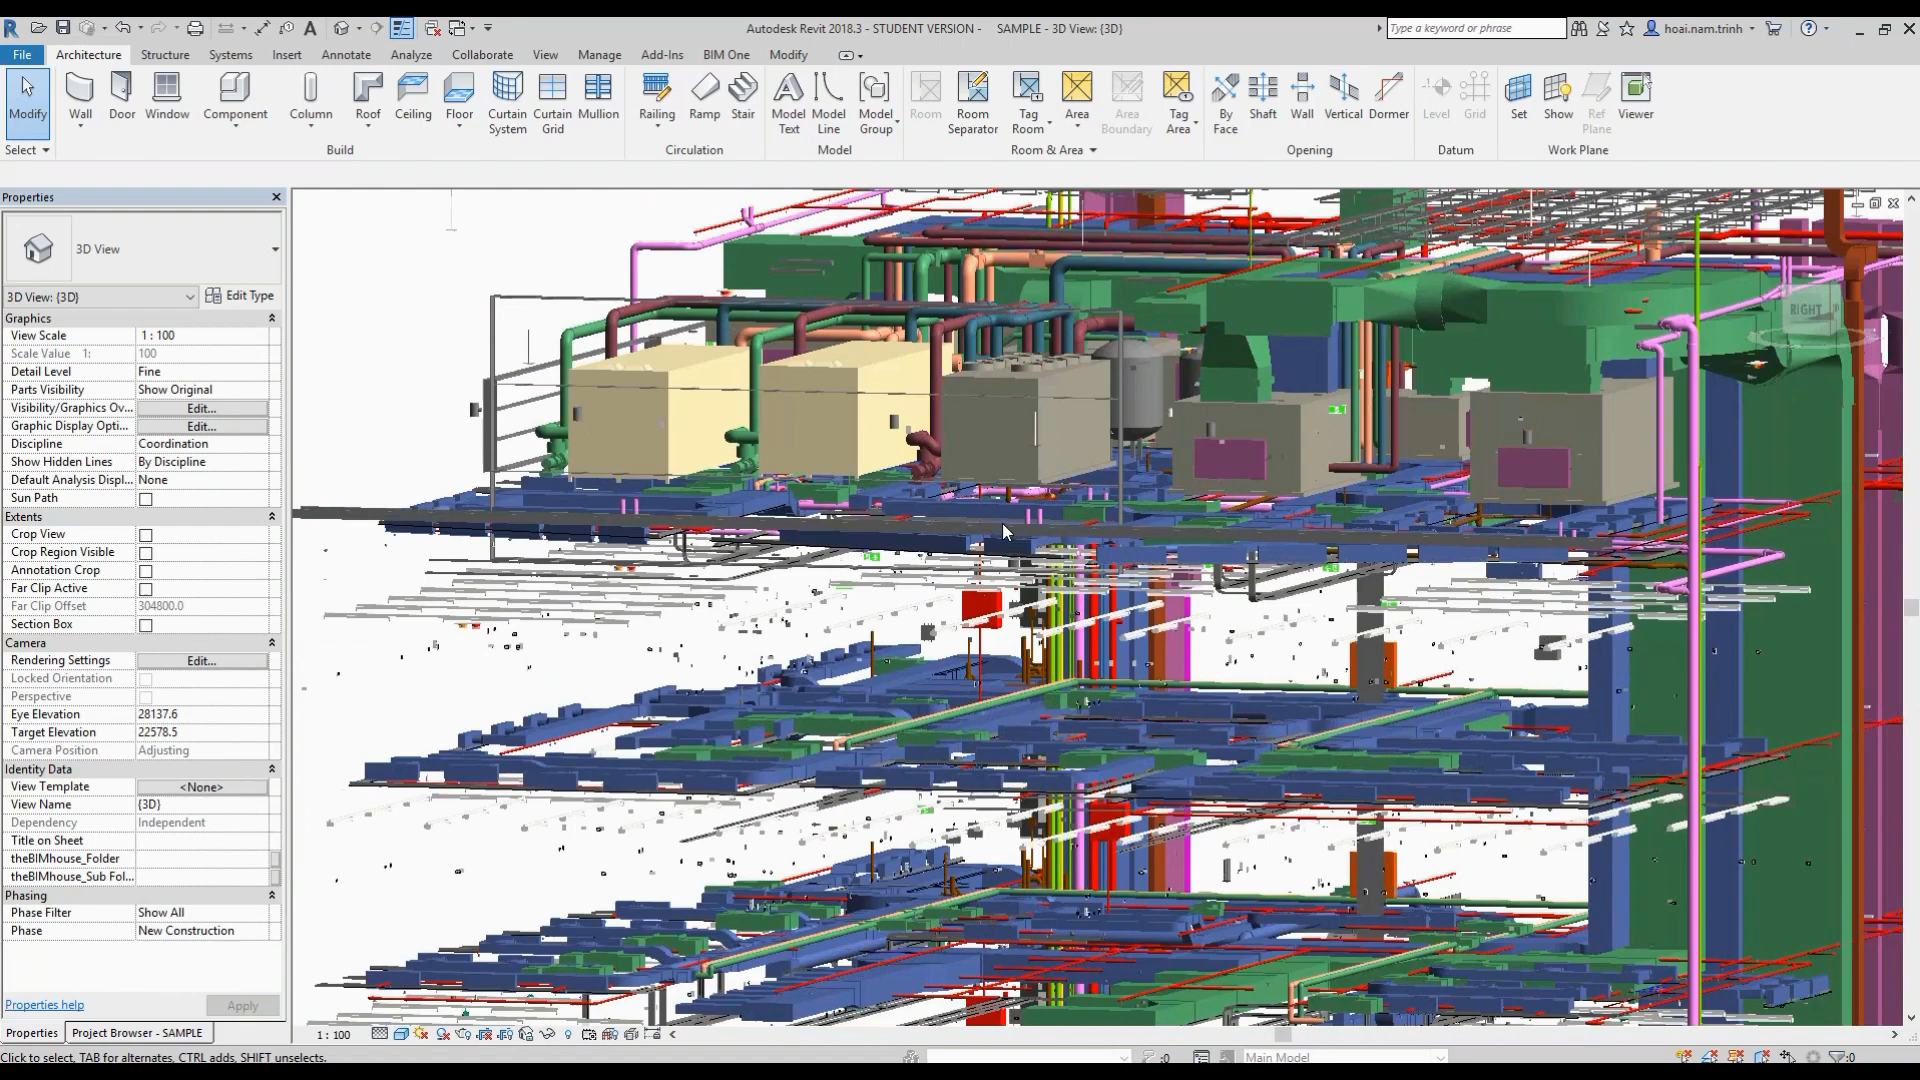 Autodesk Revit 2018.3 - STUDENT VERSION - SAMPLE - 3D View: {3D}
Type a keyword or phrase
hoai.nam.trinh
File Architecture Structure Systems Insert Annotate Analyze Collaborate View Manage Add-Ins BIM One Modify
Modify Wall Door Window Component Column Roof Ceiling Floor Curtain System Curtain Grid Mullion Railing Ramp Stair Model Text Model Line Model Group Room Room Separator Tag Room Area Area Boundary Tag Area By Face Shaft Wall Vertical Dormer Level Grid Set Show Ref Plane Viewer
Select Build Circulation Model Room & Area Opening Datum Work Plane
Properties
3D View
3D View: {3D} Edit Type
Graphics
View Scale 1 : 100
Scale Value 1: 100
Detail Level Fine
Parts Visibility Show Original
Visibility/Graphics Ov... Edit...
Graphic Display Opti... Edit...
Discipline Coordination
Show Hidden Lines By Discipline
Default Analysis Displ... None
Sun Path
Extents
Crop View
Crop Region Visible
Annotation Crop
Far Clip Active
Far Clip Offset 304800.0
Section Box
Camera
Rendering Settings Edit...
Locked Orientation
Perspective
Eye Elevation 28137.6
Target Elevation 22578.5
Camera Position Adjusting
Identity Data
View Template <None>
View Name {3D}
Dependency Independent
Title on Sheet
theBIMhouse_Folder
theBIMhouse_Sub Fol...
Phasing
Phase Filter Show All
Phase New Construction
Properties help Apply
Properties Project Browser - SAMPLE
RIGHT
1 : 100
Click to select, TAB for alternates, CTRL adds, SHIFT unselects.
:0
Main Model
:0